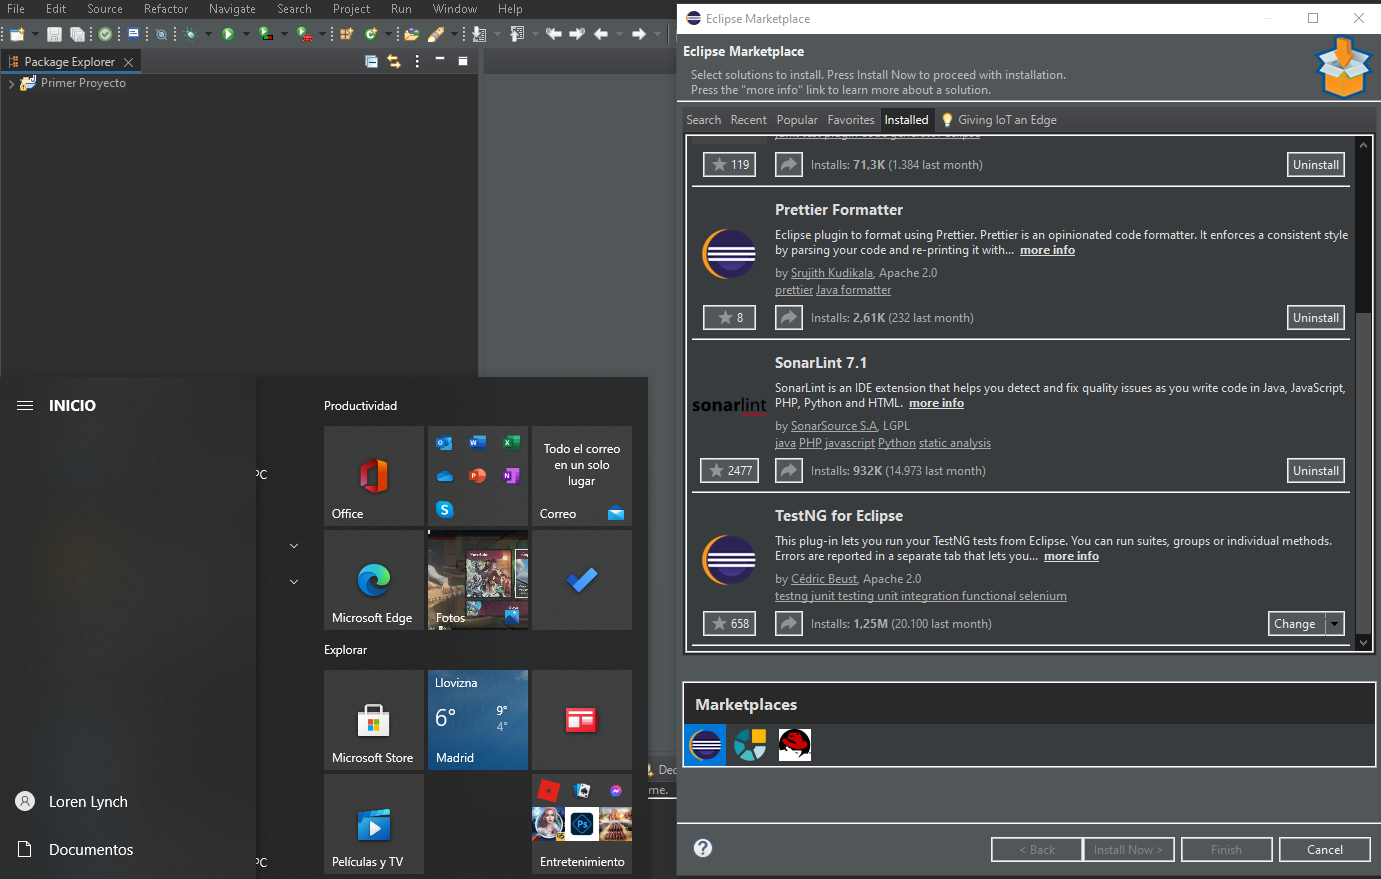 File Edit Source Refactor Navigate Search Project Run Window Help
Package Explorer
Primer Proyecto
INICIO
PC
Loren Lynch
Documentos
PC
Productividad
Office
Todo el correo
en un solo
lugar
Correo
Microsoft Edge
Fotos
Explorar
Microsoft Store
Llovizna
6° 9°
4°
Madrid
Películas y TV
Entretenimiento
Dec
me.
Eclipse Marketplace
Eclipse Marketplace
Select solutions to install. Press Install Now to proceed with installation.
Press the "more info" link to learn more about a solution.
Search Recent Popular Favorites Installed Giving IoT an Edge
119 Installs: 71,3K (1.384 last month) Uninstall
Prettier Formatter
Eclipse plugin to format using Prettier. Prettier is an opinionated code formatter. It enforces a consistent style
by parsing your code and re-printing it with... more info
by Srujith Kudikala, Apache 2.0
prettier Java formatter
8 Installs: 2,61K (232 last month) Uninstall
SonarLint 7.1
sonarlint
SonarLint is an IDE extension that helps you detect and fix quality issues as you write code in Java, JavaScript,
PHP, Python and HTML. more info
by SonarSource S.A, LGPL
java PHP javascript Python static analysis
2477 Installs: 932K (14.973 last month) Uninstall
TestNG for Eclipse
This plug-in lets you run your TestNG tests from Eclipse. You can run suites, groups or individual methods.
Errors are reported in a separate tab that lets you... more info
by Cédric Beust, Apache 2.0
testng junit testing unit integration functional selenium
658 Installs: 1,25M (20.100 last month) Change
Marketplaces
< Back Install Now > Finish Cancel